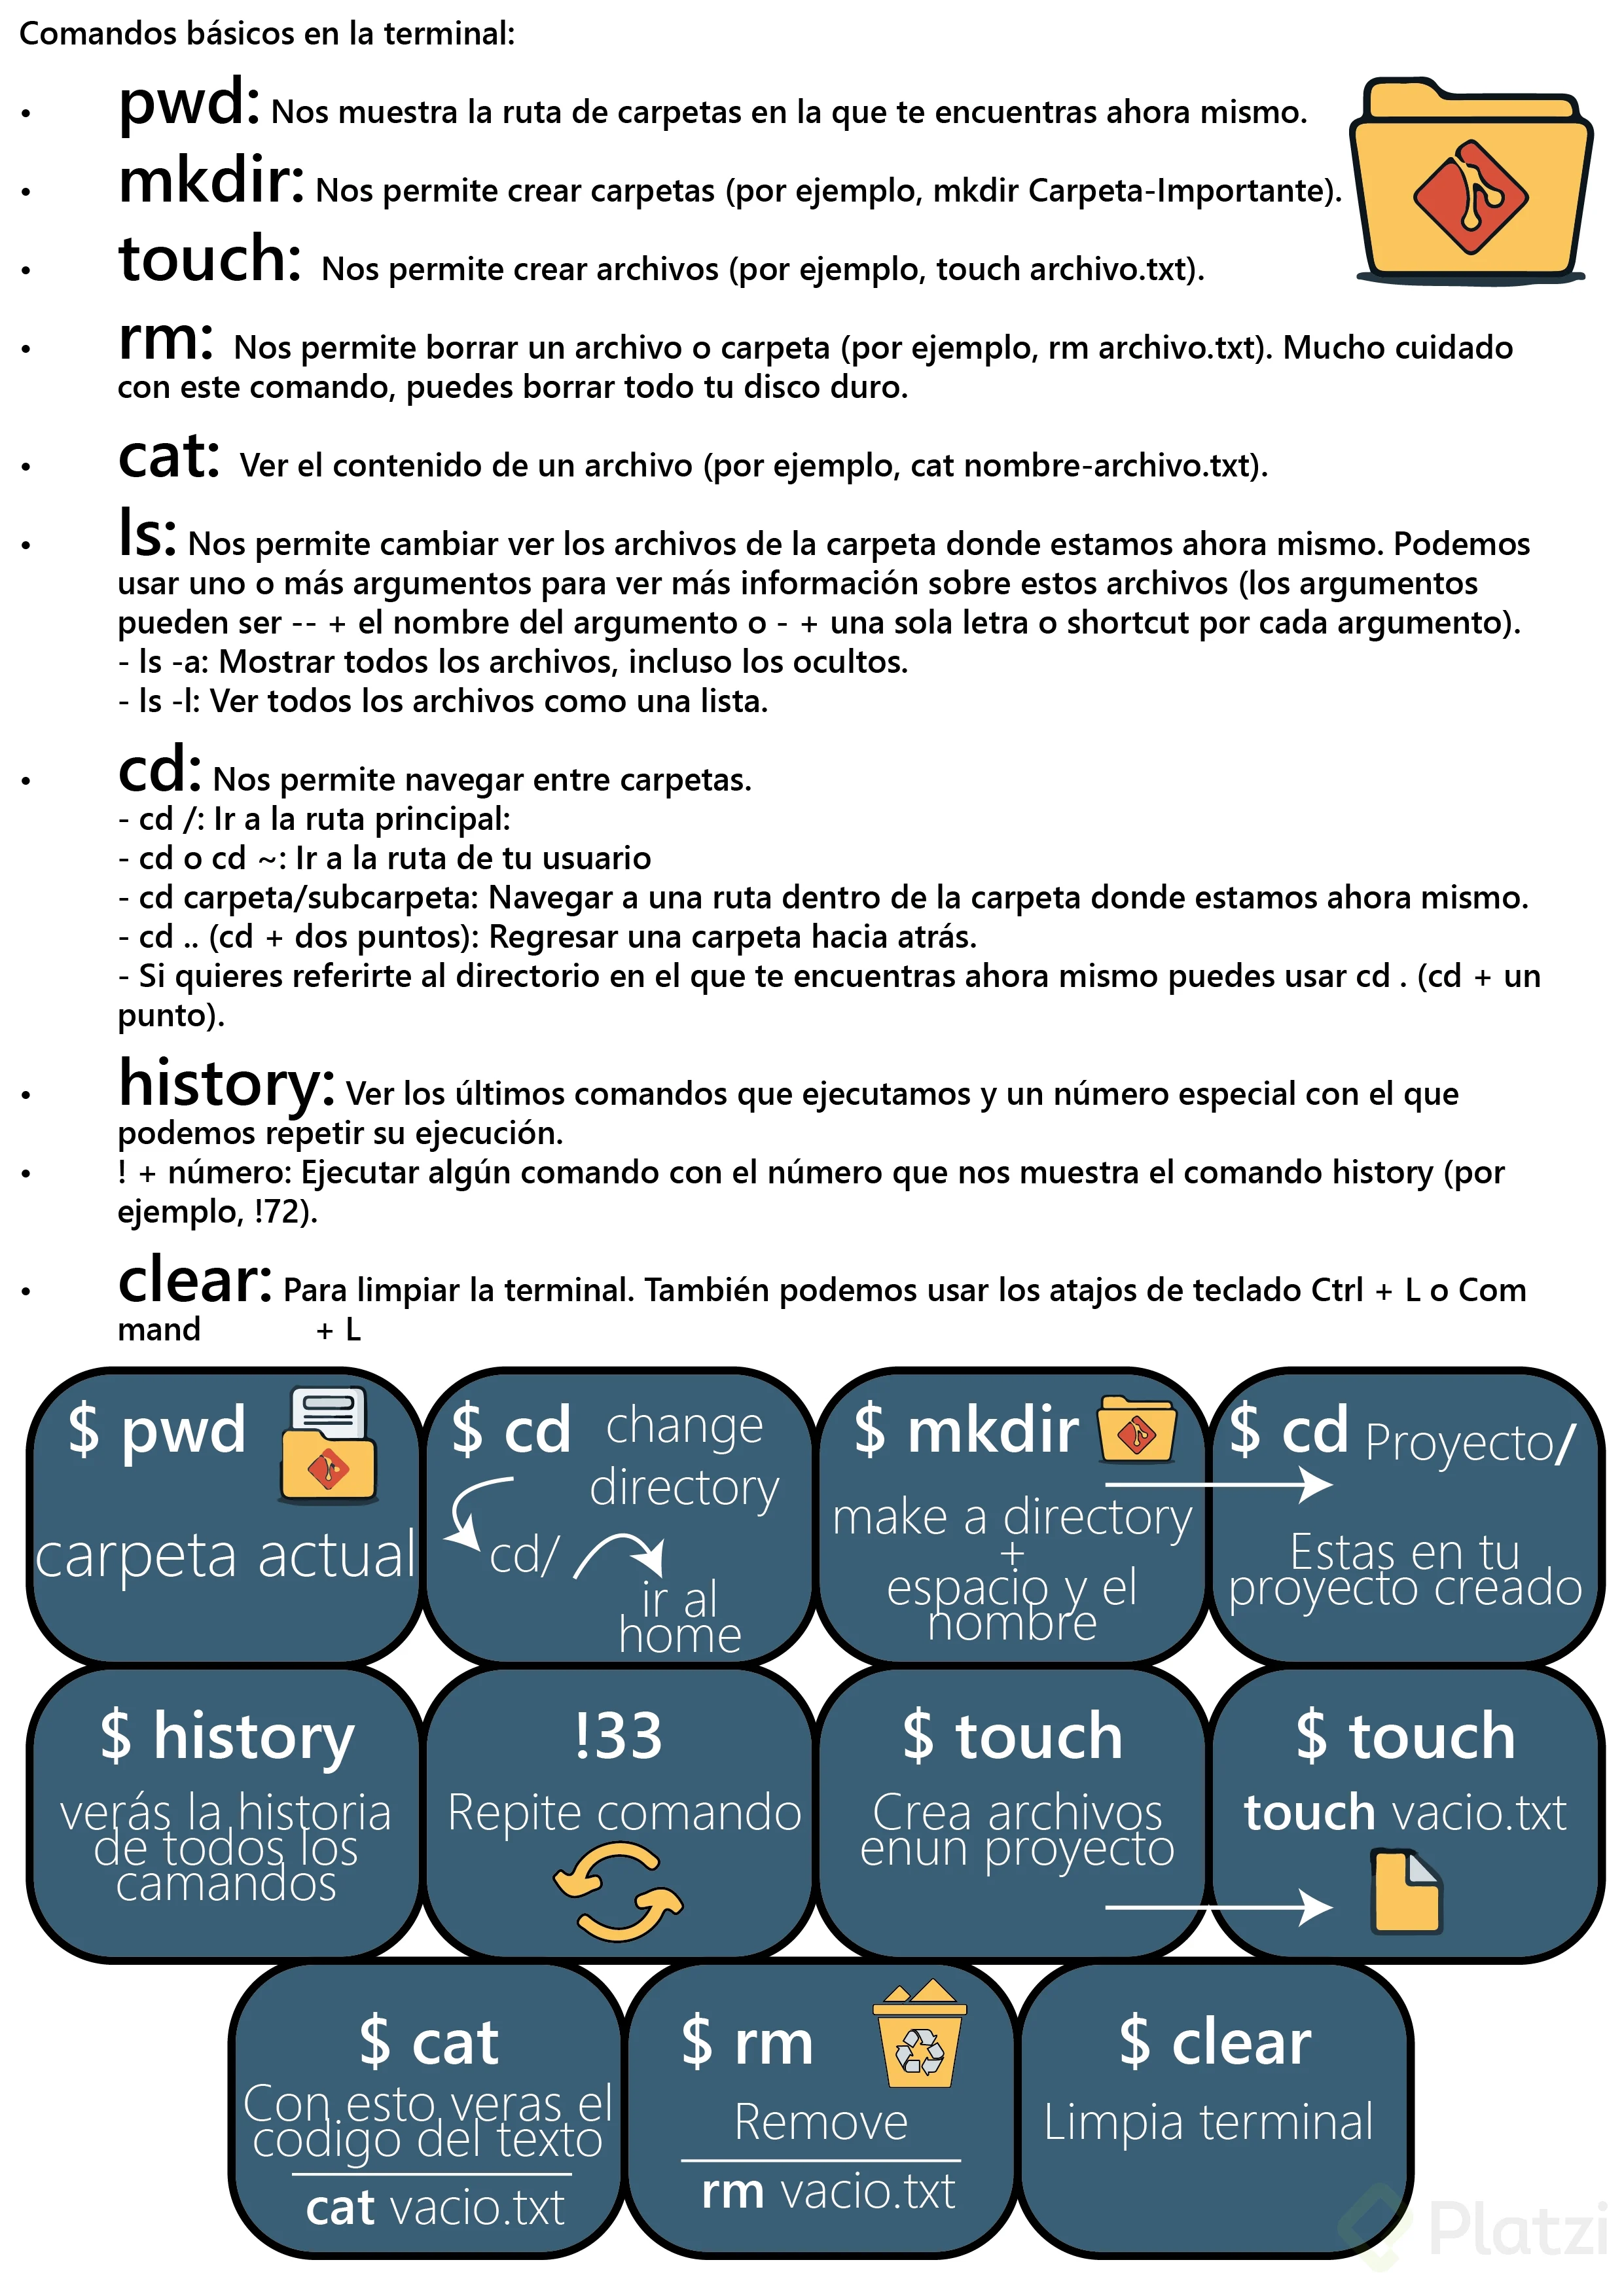 Comandos básicos en la terminal:
• pwd: Nos muestra la ruta de carpetas en la que te encuentras ahora mismo.
• mkdir: Nos permite crear carpetas (por ejemplo, mkdir Carpeta-Importante).
• touch: Nos permite crear archivos (por ejemplo, touch archivo.txt).
• rm: Nos permite borrar un archivo o carpeta (por ejemplo, rm archivo.txt). Mucho cuidado
con este comando, puedes borrar todo tu disco duro.
• cat: Ver el contenido de un archivo (por ejemplo, cat nombre-archivo.txt).
• ls: Nos permite cambiar ver los archivos de la carpeta donde estamos ahora mismo. Podemos
usar uno o más argumentos para ver más información sobre estos archivos (los argumentos
pueden ser -- + el nombre del argumento o - + una sola letra o shortcut por cada argumento).
- ls -a: Mostrar todos los archivos, incluso los ocultos.
- ls -l: Ver todos los archivos como una lista.
• cd: Nos permite navegar entre carpetas.
- cd /: Ir a la ruta principal:
- cd o cd ~: Ir a la ruta de tu usuario
- cd carpeta/subcarpeta: Navegar a una ruta dentro de la carpeta donde estamos ahora mismo.
- cd .. (cd + dos puntos): Regresar una carpeta hacia atrás.
- Si quieres referirte al directorio en el que te encuentras ahora mismo puedes usar cd . (cd + un
punto).
• history: Ver los últimos comandos que ejecutamos y un número especial con el que
podemos repetir su ejecución.
• ! + número: Ejecutar algún comando con el número que nos muestra el comando history (por
ejemplo, !72).
• clear: Para limpiar la terminal. También podemos usar los atajos de teclado Ctrl + L o Com
mand + L
$ pwd
carpeta actual
$ cd change
directory
cd/
ir al
home
$ mkdir
make a directory
+
espacio y el
nombre
$ cd Proyecto/
Estas en tu
proyecto creado
$ history
verás la historia
de todos los
camandos
!33
Repite comando
$ touch
Crea archivos
enun proyecto
$ touch
touch vacio.txt
$ cat
Con esto veras el
codigo del texto
cat vacio.txt
$ rm
Remove
rm vacio.txt
$ clear
Limpia terminal
Platzi